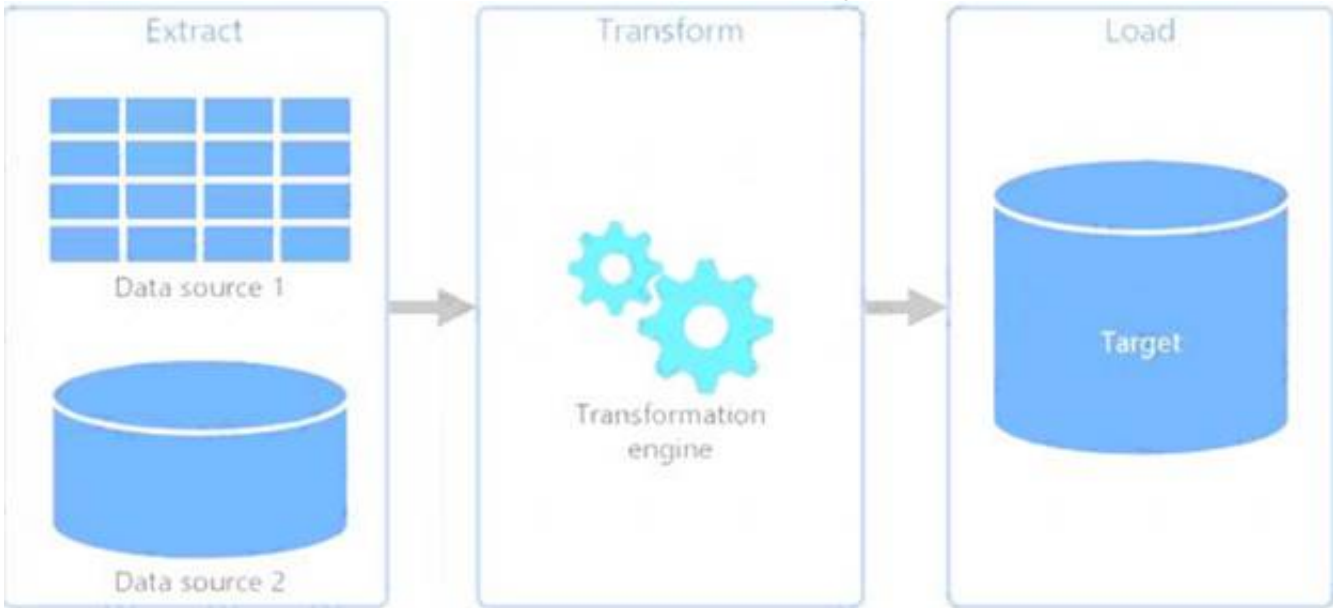 Extract
Data source 1
Data source 2
Transform
Transformation
engine
Load
Target